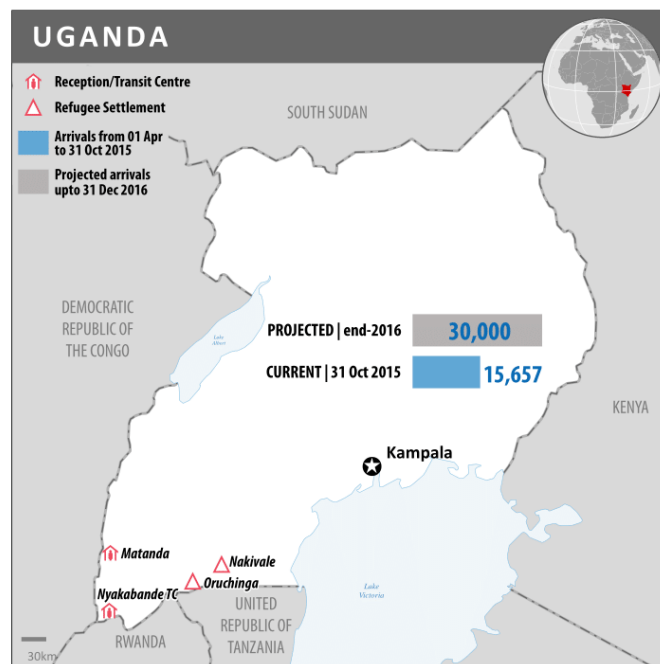 UGANDA
Reception/Transit Centre
Refugee Settlement
Arrivals from 01 Apr
to 31 Oct 2015
Projected arrivals
upto 31 Dec 2016
SOUTH SUDAN
DEMOCRATIC
REPUBLIC OF
THE CONGO
Lake
Albert
PROJECTED | end-2016
30,000
CURRENT | 31 Oct 2015
15,657
KENYA
Kampala
Matanda
Nakivale
Oruchinga
Nyakabande TC
Lake
Victoria
UNITED
REPUBLIC OF
TANZANIA
RWANDA
30km